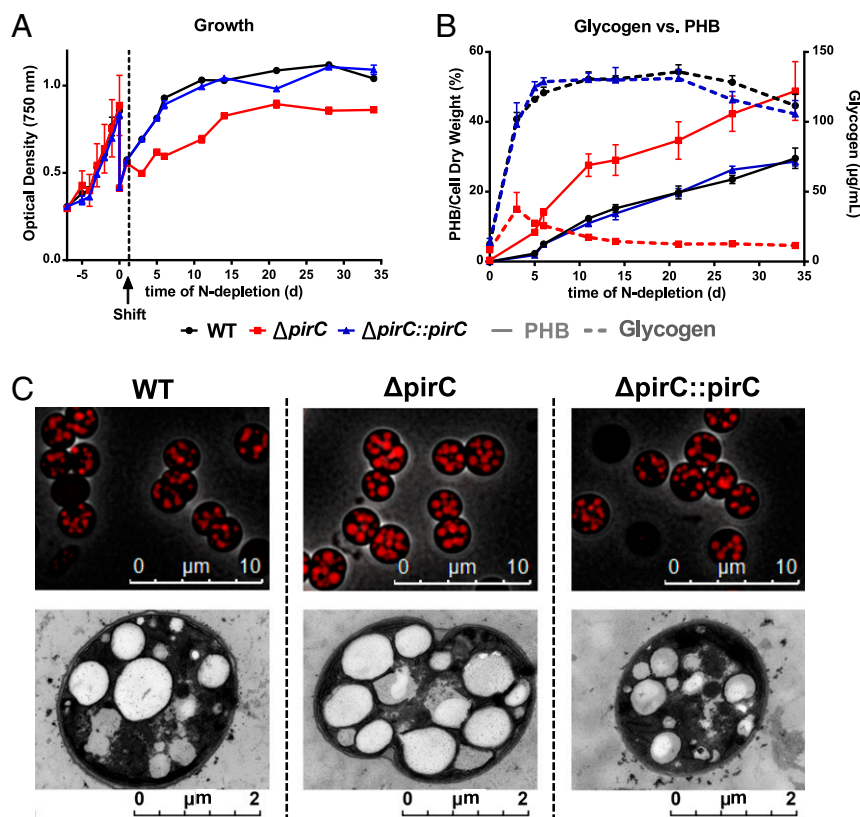 A
Growth
Optical Density (750 nm)
1.0
0.5
0.0
-5 0 5 10 15 20 25 30 35
time of N-depletion (d)
Shift
B
Glycogen vs. PHB
PHB/Cell Dry Weight (%)
60
40
20
0
150
100
50
0
Glycogen
(µg/mL)
0 5 10 15 20 25 30 35
time of N-depletion (d)
WT ΔpirC ΔpirC::pirC PHB Glycogen
C
WT ΔpirC ΔpirC::pirC
0 µm 10 0 µm 10 0 µm 10
0 µm 2 0 µm 2 0 µm 2